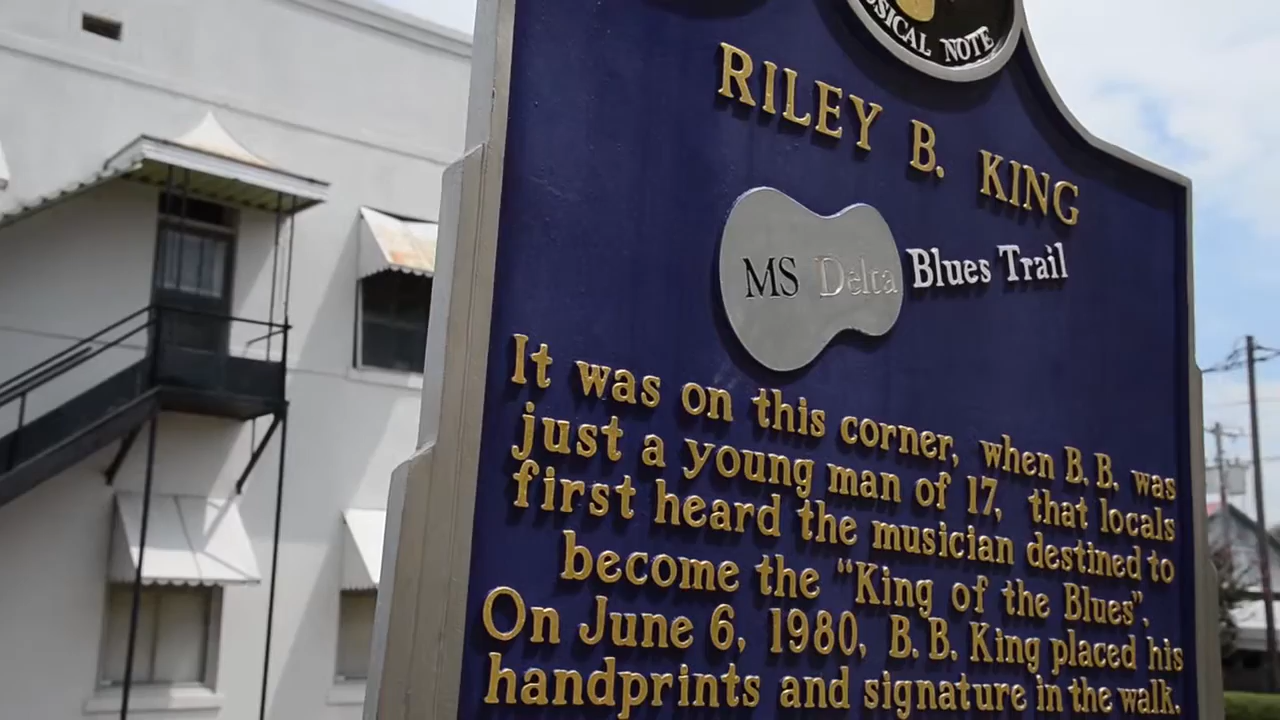 MUSICAL NOTE
RILEY B. KING
MS Delta Blues Trail
It was on this corner, when B.B. was
just a young man of 17, that locals
first heard the musician destined to
become the “King of the Blues”.
On June 6, 1980, B.B. King placed his
handprints and signature in the walk.